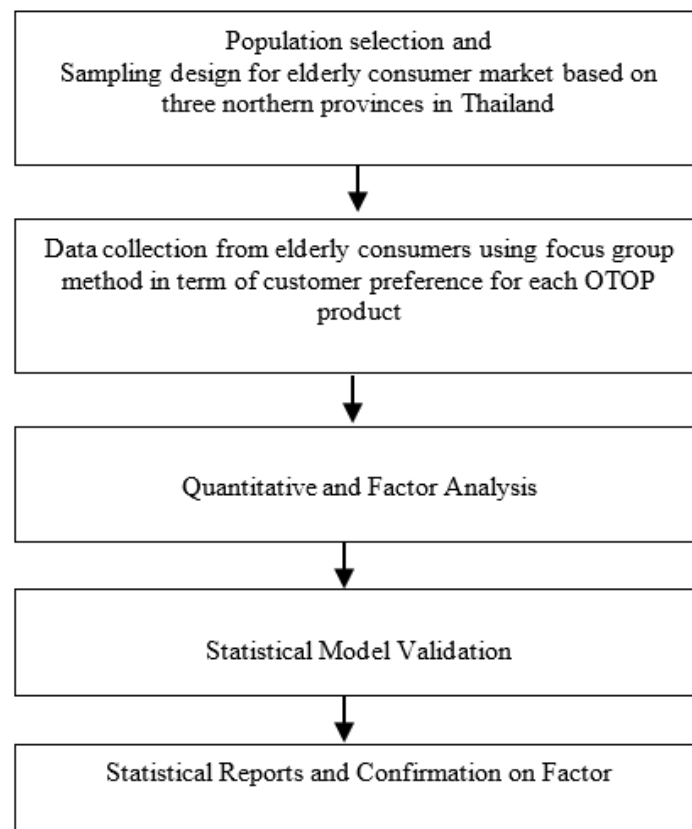 Population selection and
Sampling design for elderly consumer market based on
three northern provinces in Thailand
Data collection from elderly consumers using focus group
method in term of customer preference for each OTOP
product
Quantitative and Factor Analysis
Statistical Model Validation
Statistical Reports and Confirmation on Factor